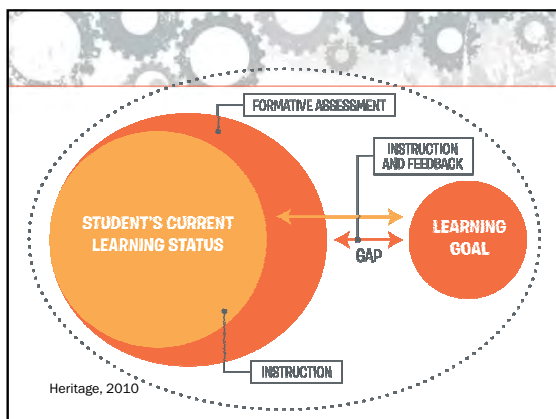 FORMATIVE ASSESSMENT
INSTRUCTION
AND FEEDBACK
STUDENT'S CURRENT
LEARNING STATUS
LEARNING
GOAL
GAP
INSTRUCTION
Heritage, 2010